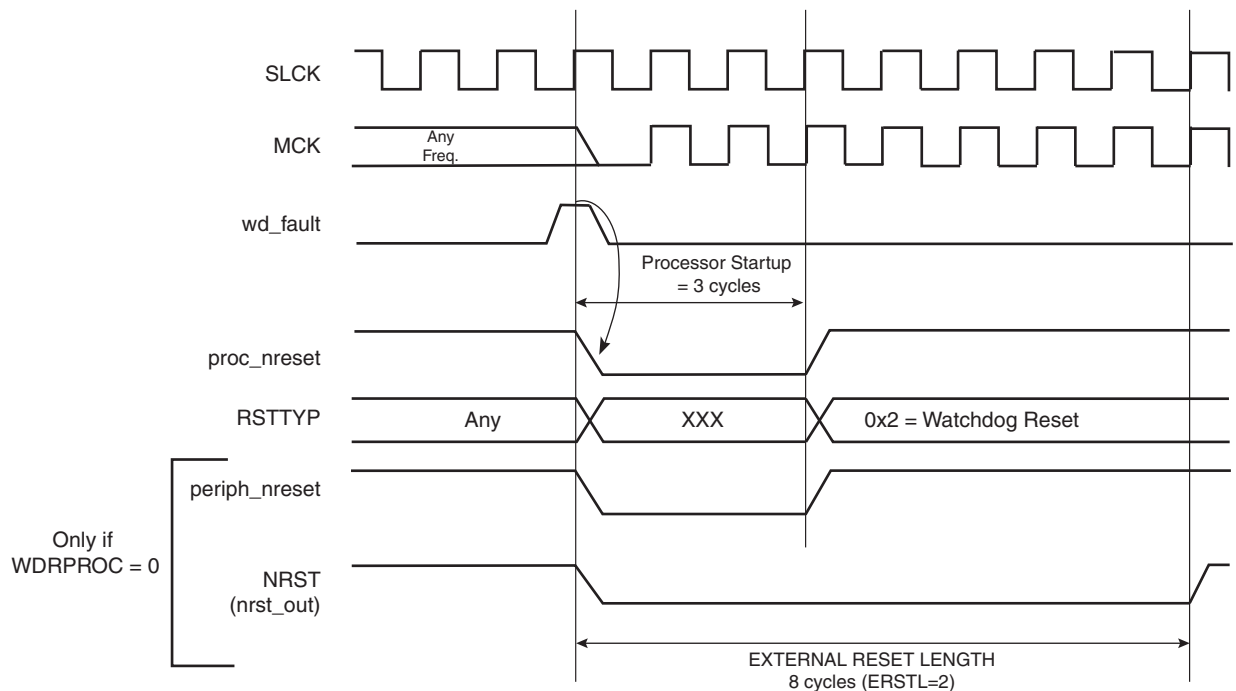 SLCK
MCK
Any
Freq.
wd_fault
Processor Startup
= 3 cycles
proc_nreset
RSTTYP
Any
XXX
0x2 = Watchdog Reset
periph_nreset
Only if
WDRPROC = 0
NRST
(nrst_out)
EXTERNAL RESET LENGTH
8 cycles (ERSTL=2)